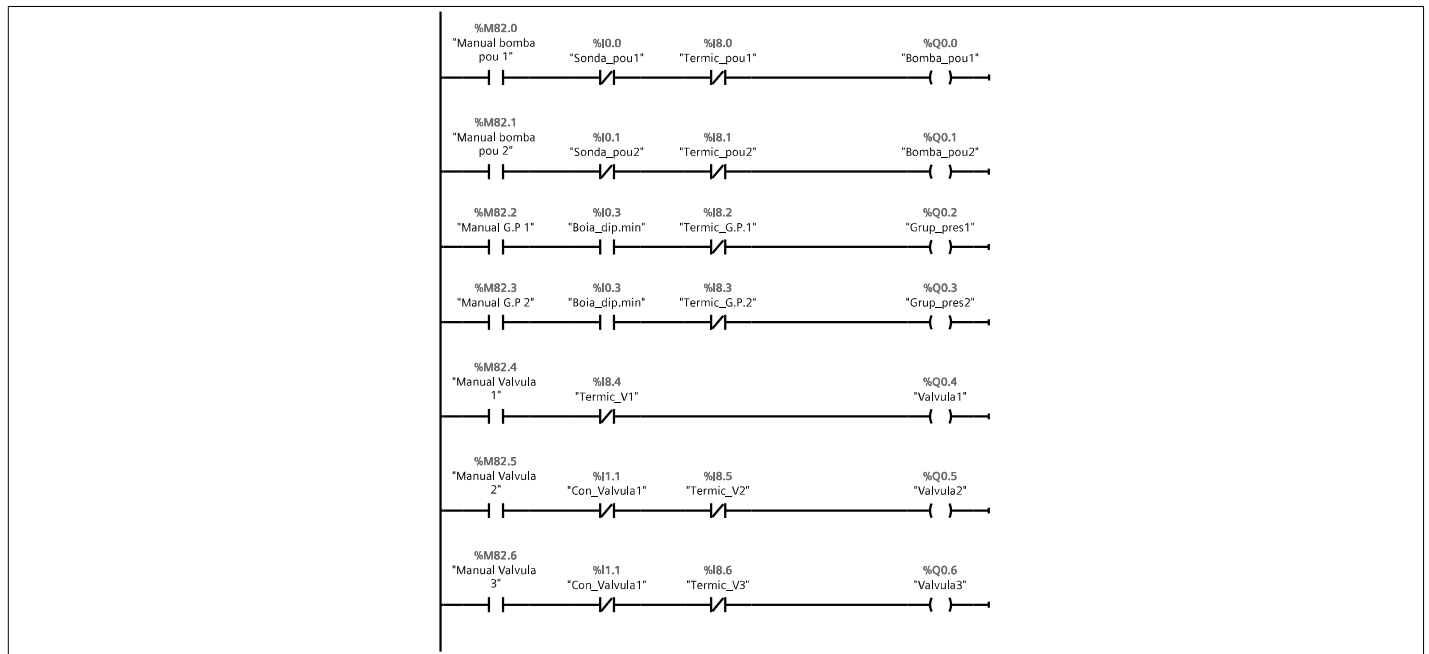 %M82.0
"Manual bomba pou 1"
%I0.0
"Sonda_pou1"
%I8.0
"Termic_pou1"
%Q0.0
"Bomba_pou1"
%M82.1
"Manual bomba pou 2"
%I0.1
"Sonda_pou2"
%I8.1
"Termic_pou2"
%Q0.1
"Bomba_pou2"
%M82.2
"Manual G.P 1"
%I0.3
"Boia_dip.min"
%I8.2
"Termic_G.P.1"
%Q0.2
"Grup_pres1"
%M82.3
"Manual G.P 2"
%I0.3
"Boia_dip.min"
%I8.3
"Termic_G.P.2"
%Q0.3
"Grup_pres2"
%M82.4
"Manual Valvula 1"
%I8.4
"Termic_V1"
%Q0.4
"Valvula1"
%M82.5
"Manual Valvula 2"
%I1.1
"Con_Valvula1"
%I8.5
"Termic_V2"
%Q0.5
"Valvula2"
%M82.6
"Manual Valvula 3"
%I1.1
"Con_Valvula1"
%I8.6
"Termic_V3"
%Q0.6
"Valvula3"